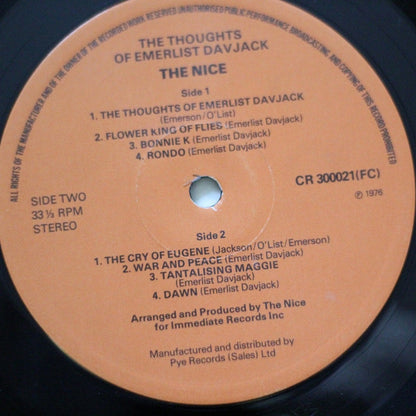 ALL RIGHTS OF THE MANUFACTURER AND OF THE OWNER OF THE RECORDED WORK RESERVED UNAUTHORISED PUBLIC PERFORMANCE BROADCASTING AND COPYING OF THIS RECORD PROHIBITED
THE THOUGHTS
OF EMERLIST DAVJACK
THE NICE
Side 1
1. THE THOUGHTS OF EMERLIST DAVJACK
(Emerson/O'List)
2. FLOWER KING OF FLIES (Emerlist Davjack)
3. BONNIE K (Emerlist Davjack)
4. RONDO (Emerlist Davjack)
SIDE TWO
33⅓ RPM
STEREO
CR 300021(FC)
℗ 1976
Side 2
1. THE CRY OF EUGENE (Jackson/O'List/Emerson)
2. WAR AND PEACE (Emerlist Davjack)
3. TANTALISING MAGGIE
(Emerlist Davjack)
4. DAWN (Emerlist Davjack)
Arranged and Produced by The Nice
for Immediate Records Inc
Manufactured and distributed by
Pye Records (Sales) Ltd